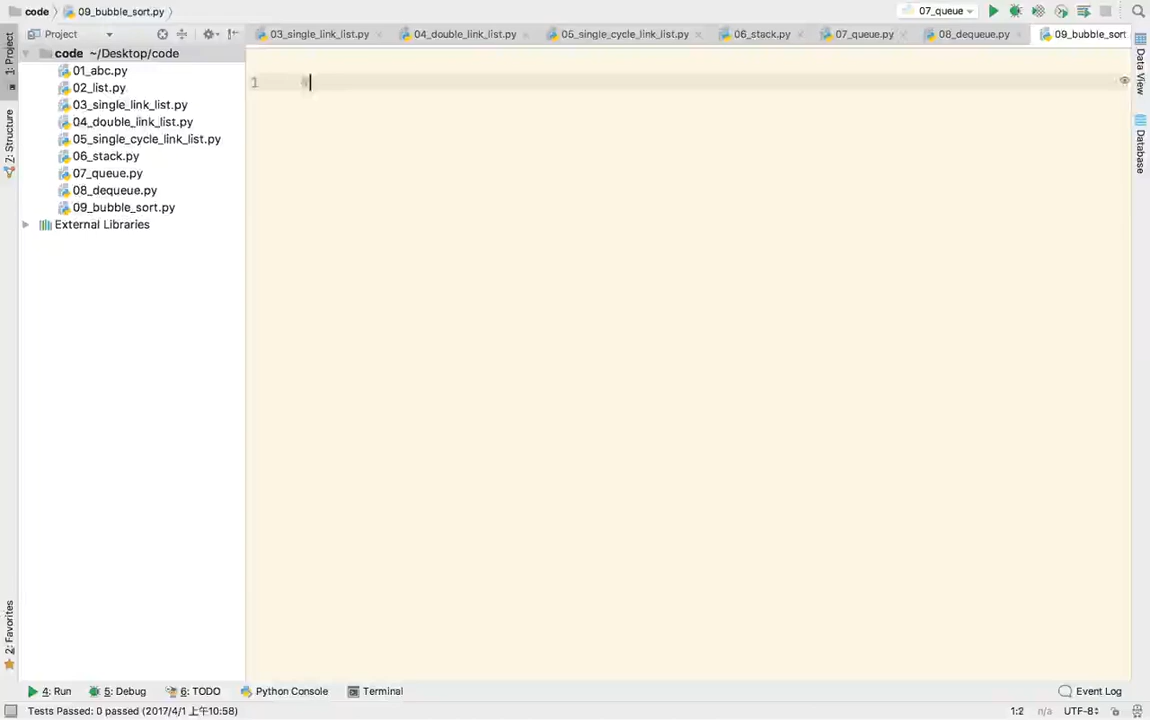 code 09_bubble_sort.py 07_queue
1: Project
Project
03_single_link_list.py 04_double_link_list.py 05_single_cycle_link_list.py 06_stack.py 07_queue.py 08_dequeue.py 09_bubble_sort
code ~/Desktop/code
01_abc.py
02_list.py
03_single_link_list.py
04_double_link_list.py
05_single_cycle_link_list.py
06_stack.py
07_queue.py
08_dequeue.py
09_bubble_sort.py
External Libraries
Z: Structure
2: Favorites
1 #
Data View
Database
4: Run 5: Debug 6: TODO Python Console Terminal Event Log
Tests Passed: 0 passed (2017/4/1 上午10:58) 1:2 n/a UTF-8